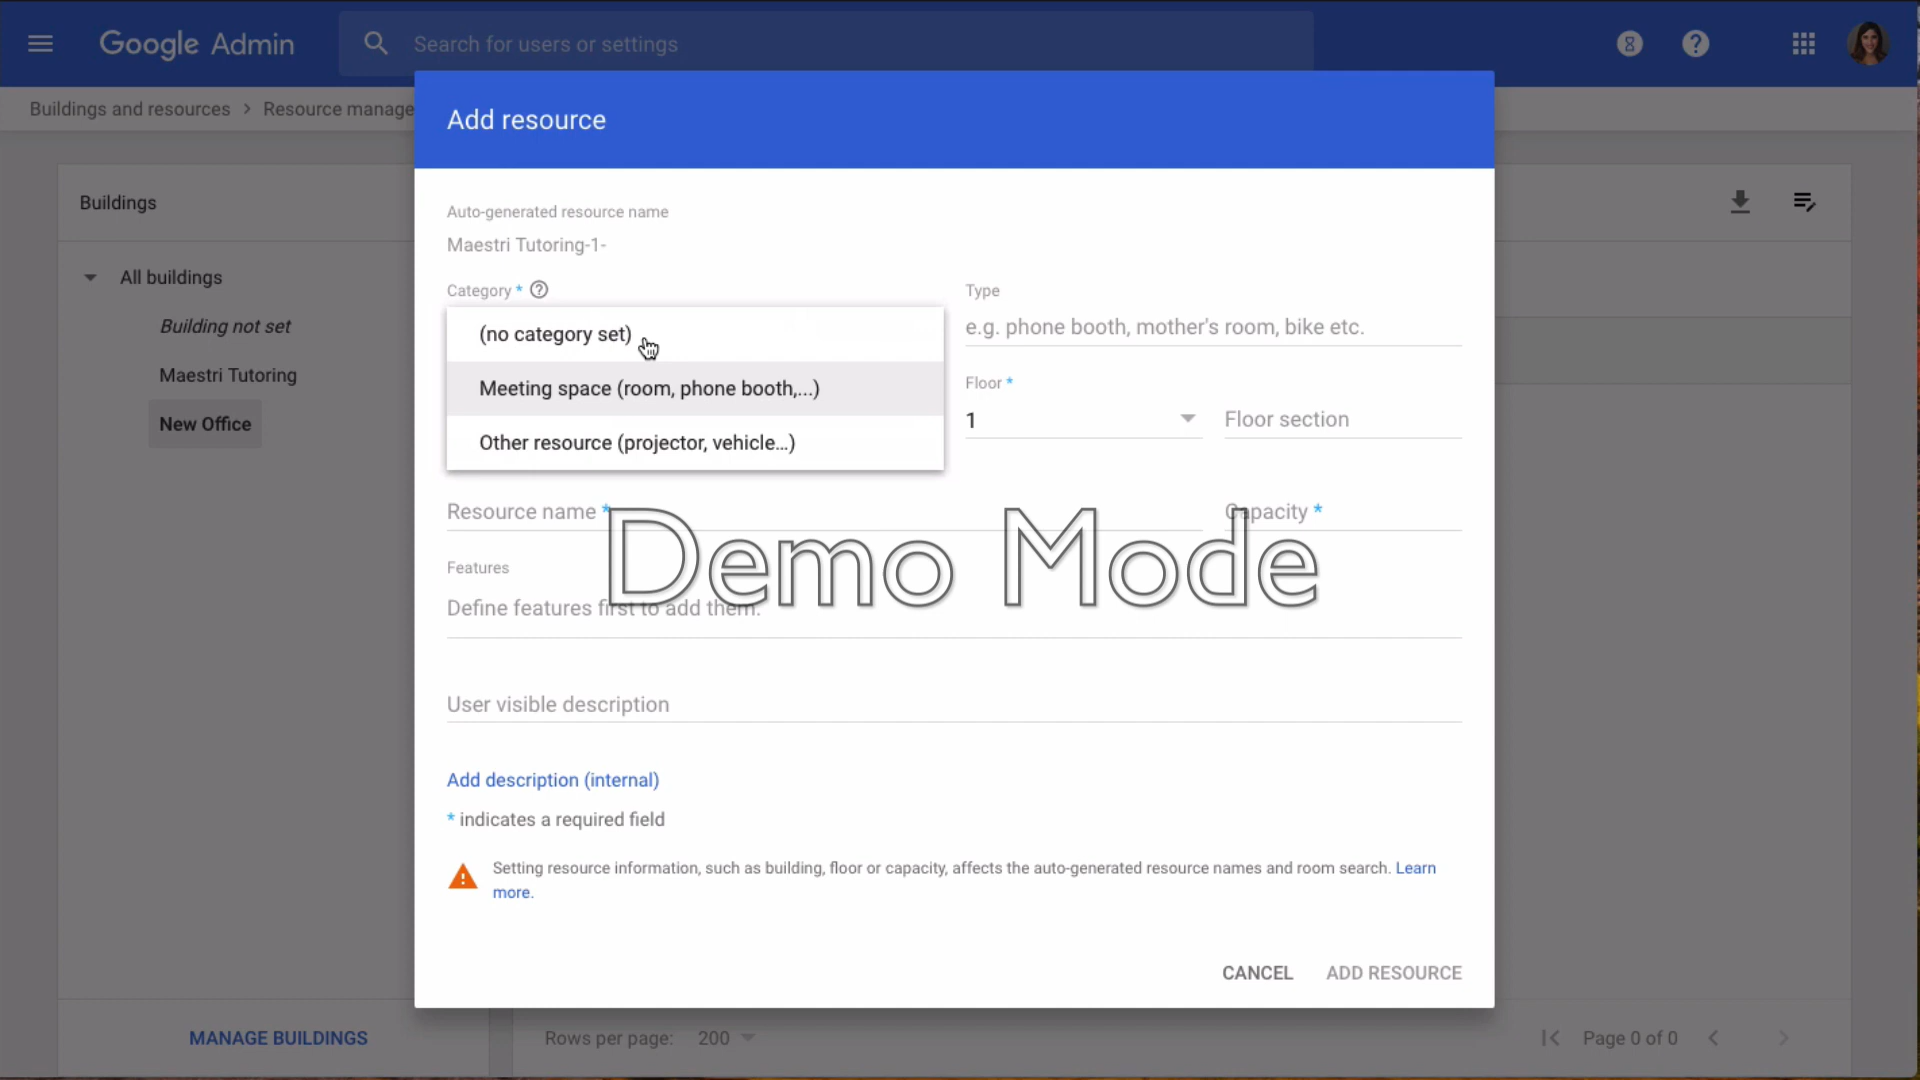 Google Admin
Search for users or settings
Buildings and resources > Resource manage
Add resource
Buildings
All buildings
Building not set
Maestri Tutoring
New Office
Auto-generated resource name
Maestri Tutoring-1-
Category *
Type
(no category set)
e.g. phone booth, mother's room, bike etc.
Meeting space (room, phone booth,...)
Floor *
1
Floor section
Other resource (projector, vehicle...)
Resource name *
Capacity *
Demo Mode
Features
Define features first to add them.
User visible description
Add description (internal)
* indicates a required field
Setting resource information, such as building, floor or capacity, affects the auto-generated resource names and room search. Learn
more.
CANCEL
ADD RESOURCE
MANAGE BUILDINGS
Rows per page: 200
Page 0 of 0